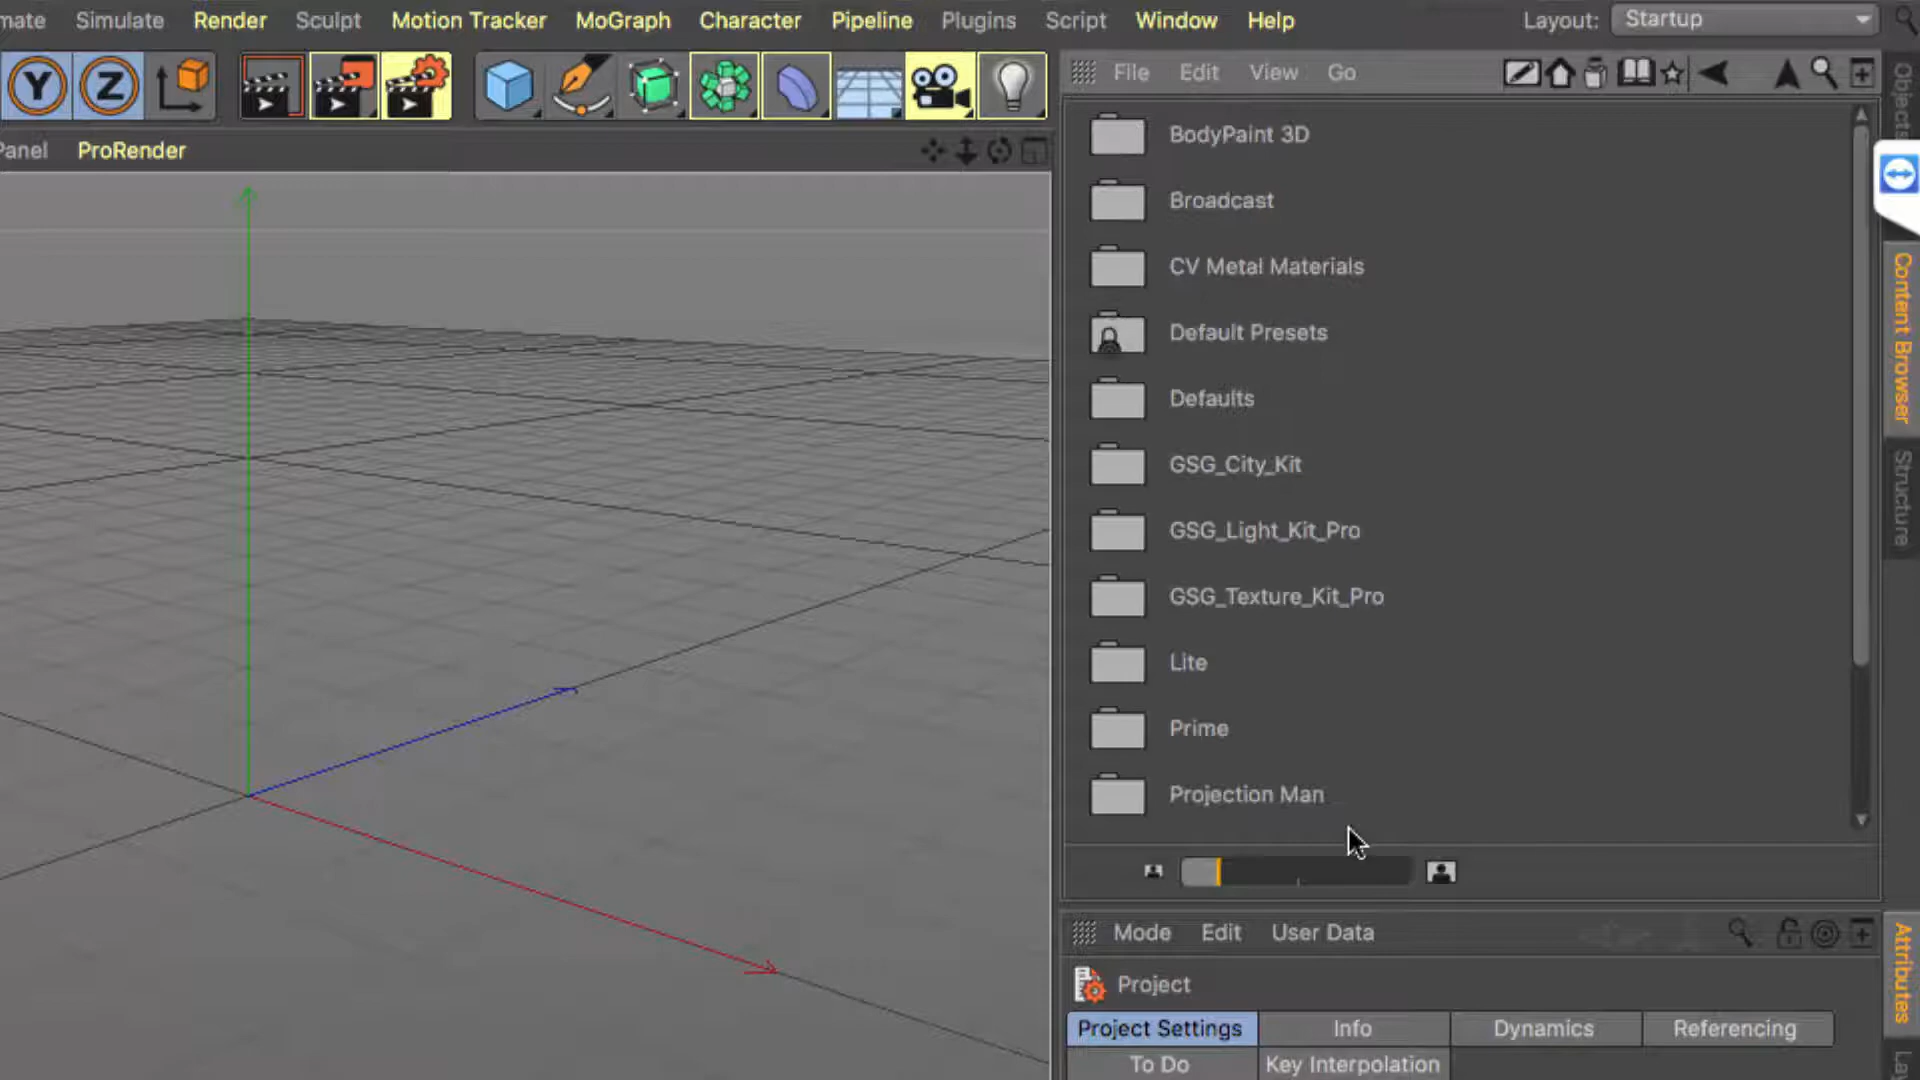 mate Simulate Render Sculpt Motion Tracker MoGraph Character Pipeline Plugins Script Window Help Layout: Startup
Y Z
File Edit View Go
Panel ProRender
Objects
BodyPaint 3D
Broadcast
CV Metal Materials
Default Presets
Defaults
GSG_City_Kit
GSG_Light_Kit_Pro
GSG_Texture_Kit_Pro
Lite
Prime
Projection Man
Content Browser
Structure
Mode Edit User Data
Attributes
Project
Project Settings Info Dynamics Referencing
To Do Key Interpolation